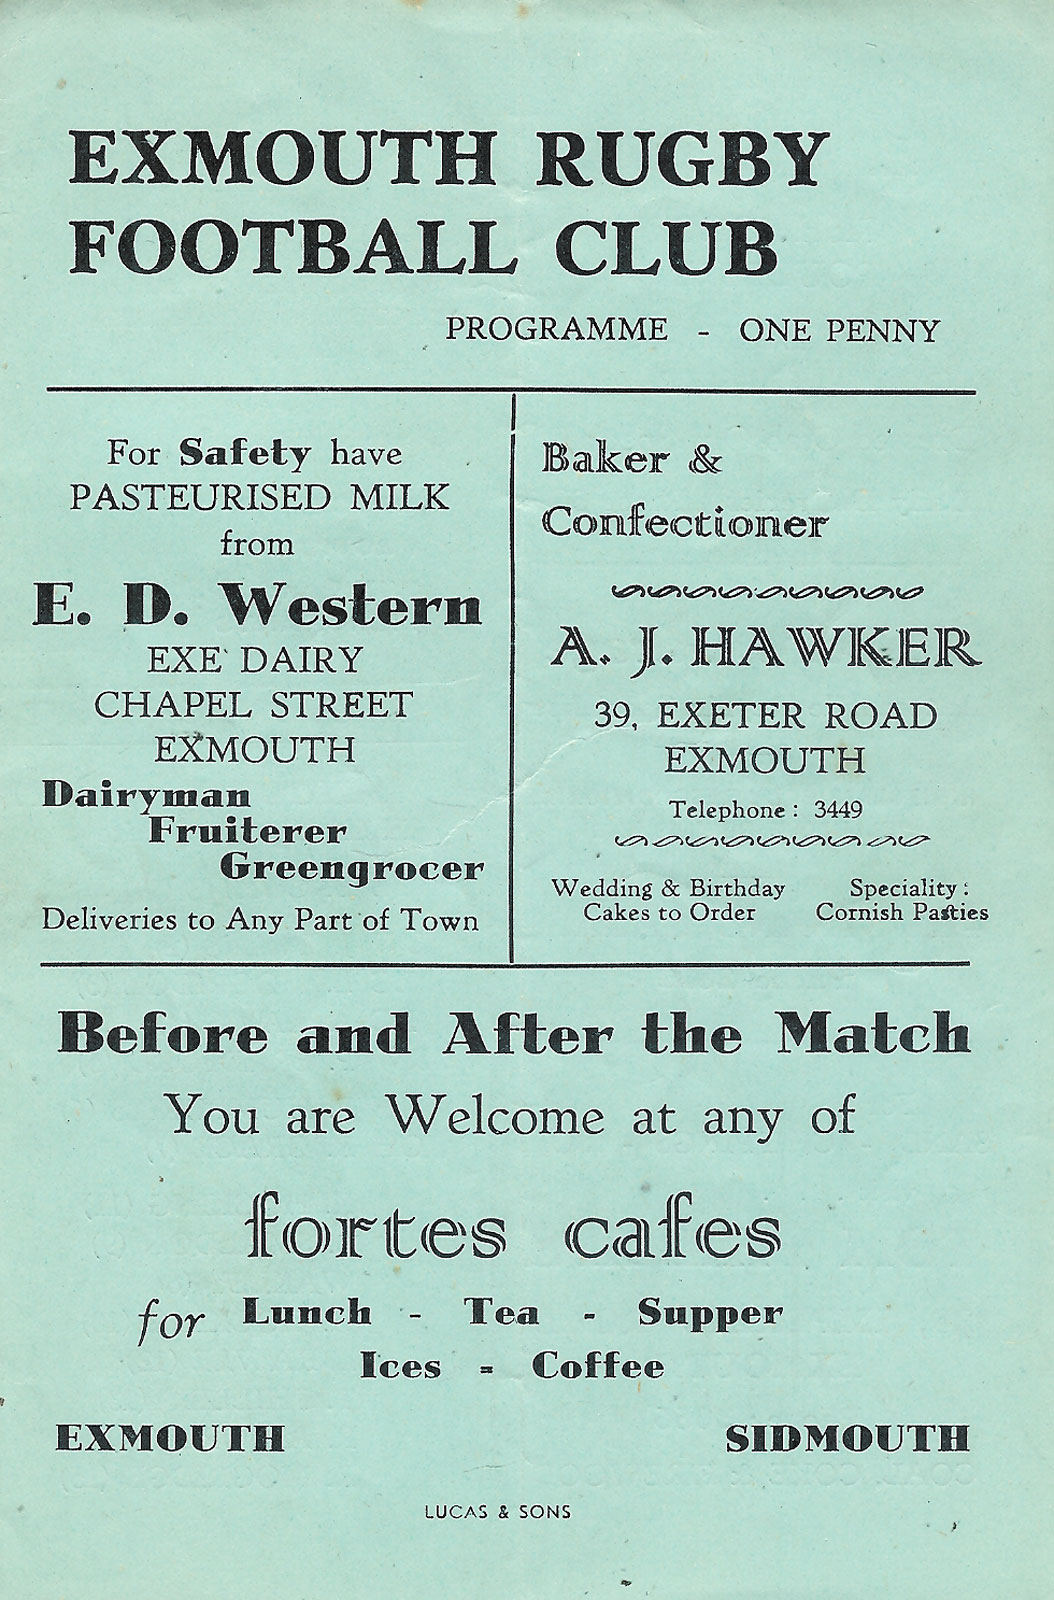 EXMOUTH RUGBY
FOOTBALL CLUB
PROGRAMME - ONE PENNY
For Safety have
PASTEURISED MILK
from
E. D. Western
EXE DAIRY
CHAPEL STREET
EXMOUTH
Dairyman
Fruiterer
Greengrocer
Deliveries to Any Part of Town
Baker &
Confectioner
A. J. HAWKER
39, EXETER ROAD
EXMOUTH
Telephone : 3449
Wedding & Birthday
Cakes to Order
Speciality :
Cornish Pasties
Before and After the Match
You are Welcome at any of
fortes cafes
for Lunch - Tea - Supper
Ices - Coffee
EXMOUTH SIDMOUTH
LUCAS & SONS